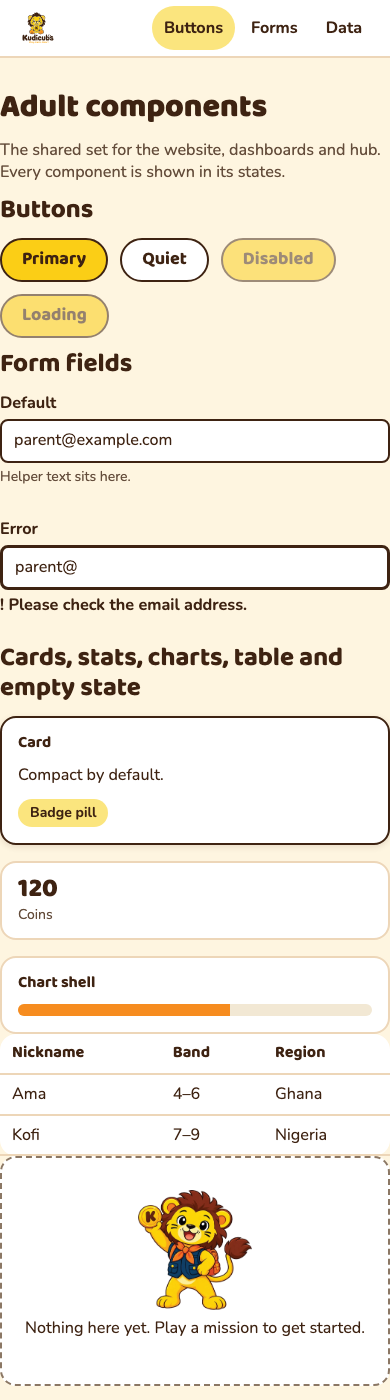 Kudicubs
Buttons Forms Data
Adult components
The shared set for the website, dashboards and hub.
Every component is shown in its states.
Buttons
Primary Quiet Disabled
Loading
Form fields
Default
parent@example.com
Helper text sits here.
Error
parent@
! Please check the email address.
Cards, stats, charts, table and
empty state
Card
Compact by default.
Badge pill
120
Coins
Chart shell
Nickname Band Region
Ama 4–6 Ghana
Kofi 7–9 Nigeria
K
Nothing here yet. Play a mission to get started.